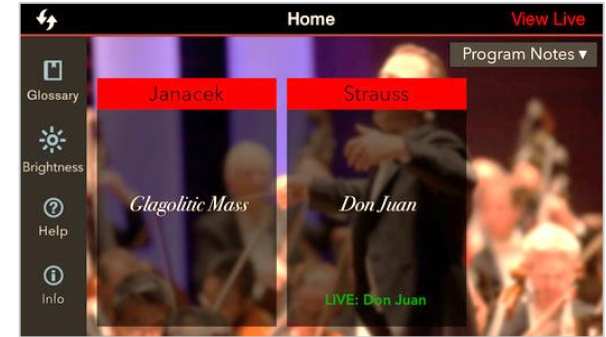 Home
View Live
Program Notes ▾
Glossary
Brightness
Help
Info
Janacek
Glagolitic Mass
Strauss
Don Juan
LIVE: Don Juan